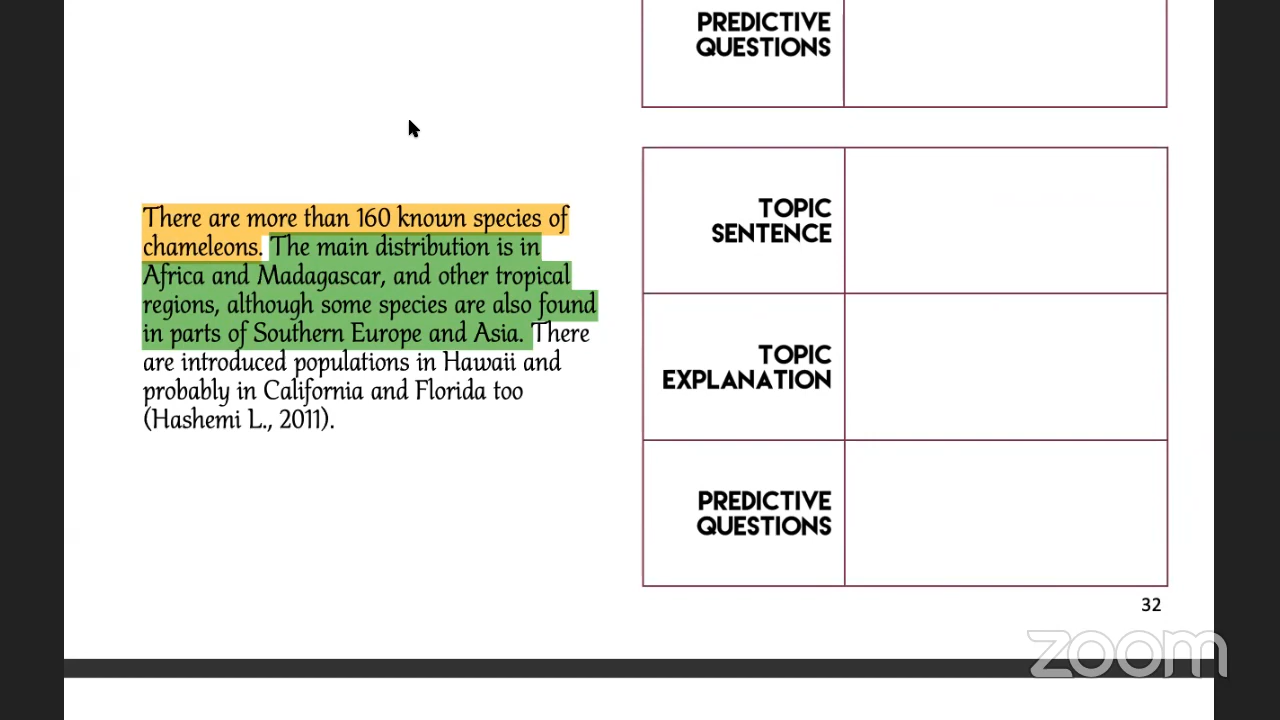 PREDICTIVE
QUESTIONS
There are more than 160 known species of
chameleons. The main distribution is in
Africa and Madagascar, and other tropical
regions, although some species are also found
in parts of Southern Europe and Asia. There
are introduced populations in Hawaii and
probably in California and Florida too
(Hashemi L., 2011).
TOPIC
SENTENCE
TOPIC
EXPLANATION
PREDICTIVE
QUESTIONS
32
zoom